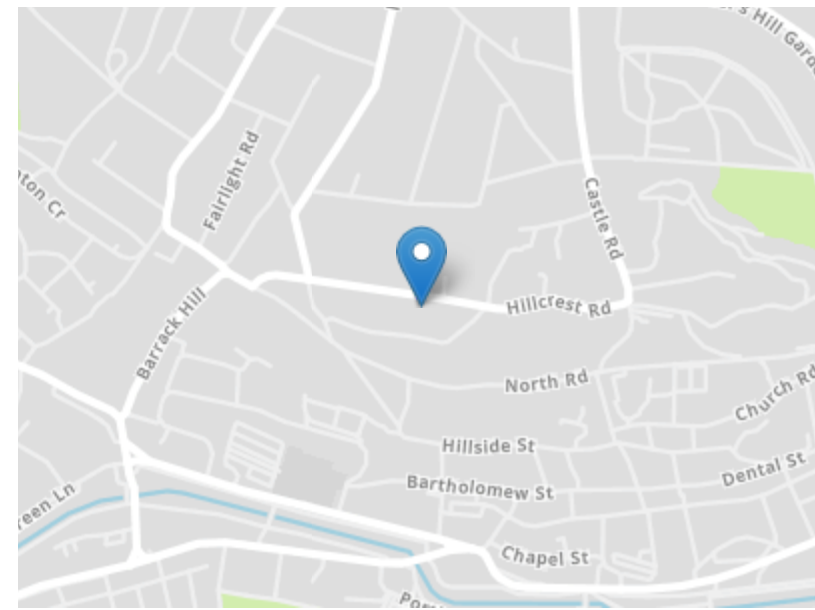 Fairlight Rd
Castle Rd
Barrack Hill
Hillcrest Rd
North Rd
Church Rd
Hillside St
Dental St
Bartholomew St
Chapel St